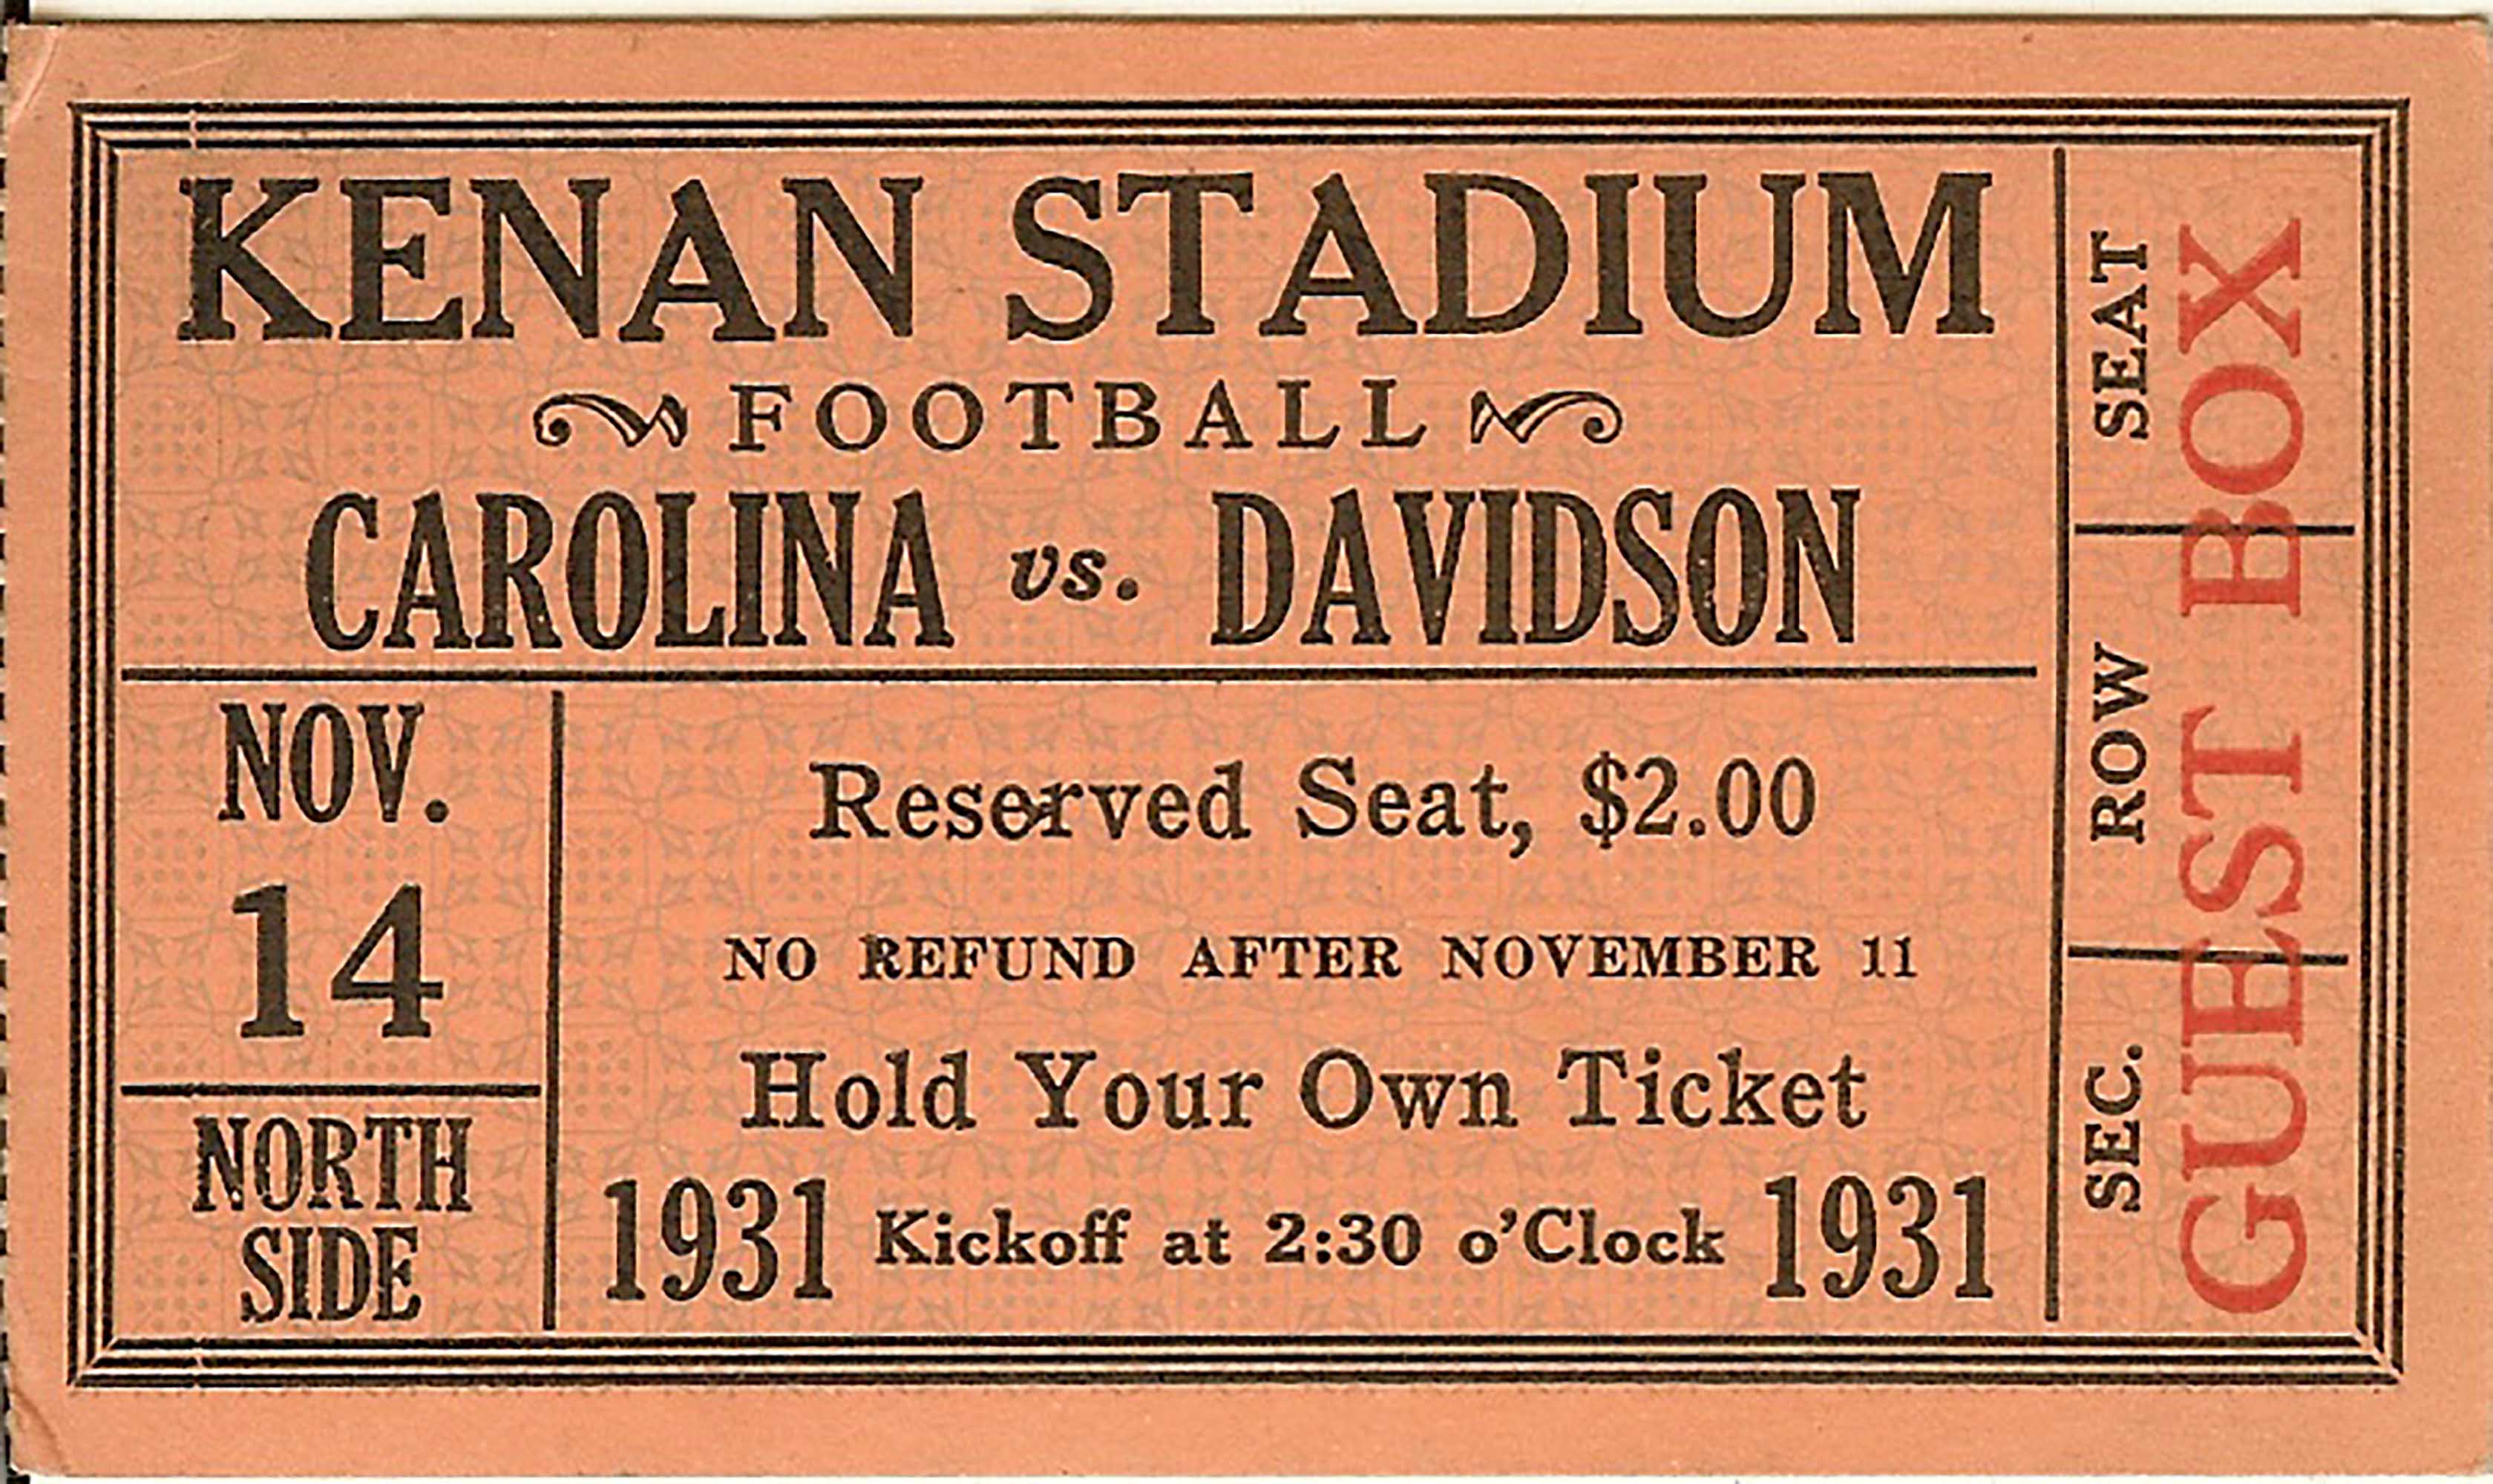 KENAN STADIUM
FOOTBALL
CAROLINA vs. DAVIDSON
NOV.
14
NORTH
SIDE
Reserved Seat, $2.00
NO REFUND AFTER NOVEMBER 11
Hold Your Own Ticket
1931 Kickoff at 2:30 o'Clock 1931
SEC. ROW SEAT
GUEST BOX